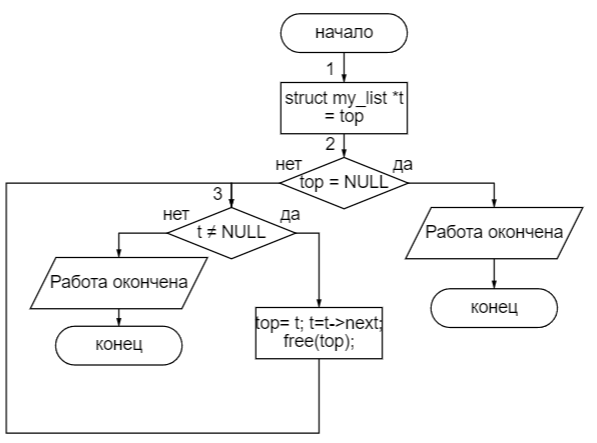 начало
1
struct my_list *t
= top
2
нет
да
top = NULL
3
нет
да
t ≠ NULL
Работа окончена
Работа окончена
top= t; t=t->next;
free(top);
конец
конец